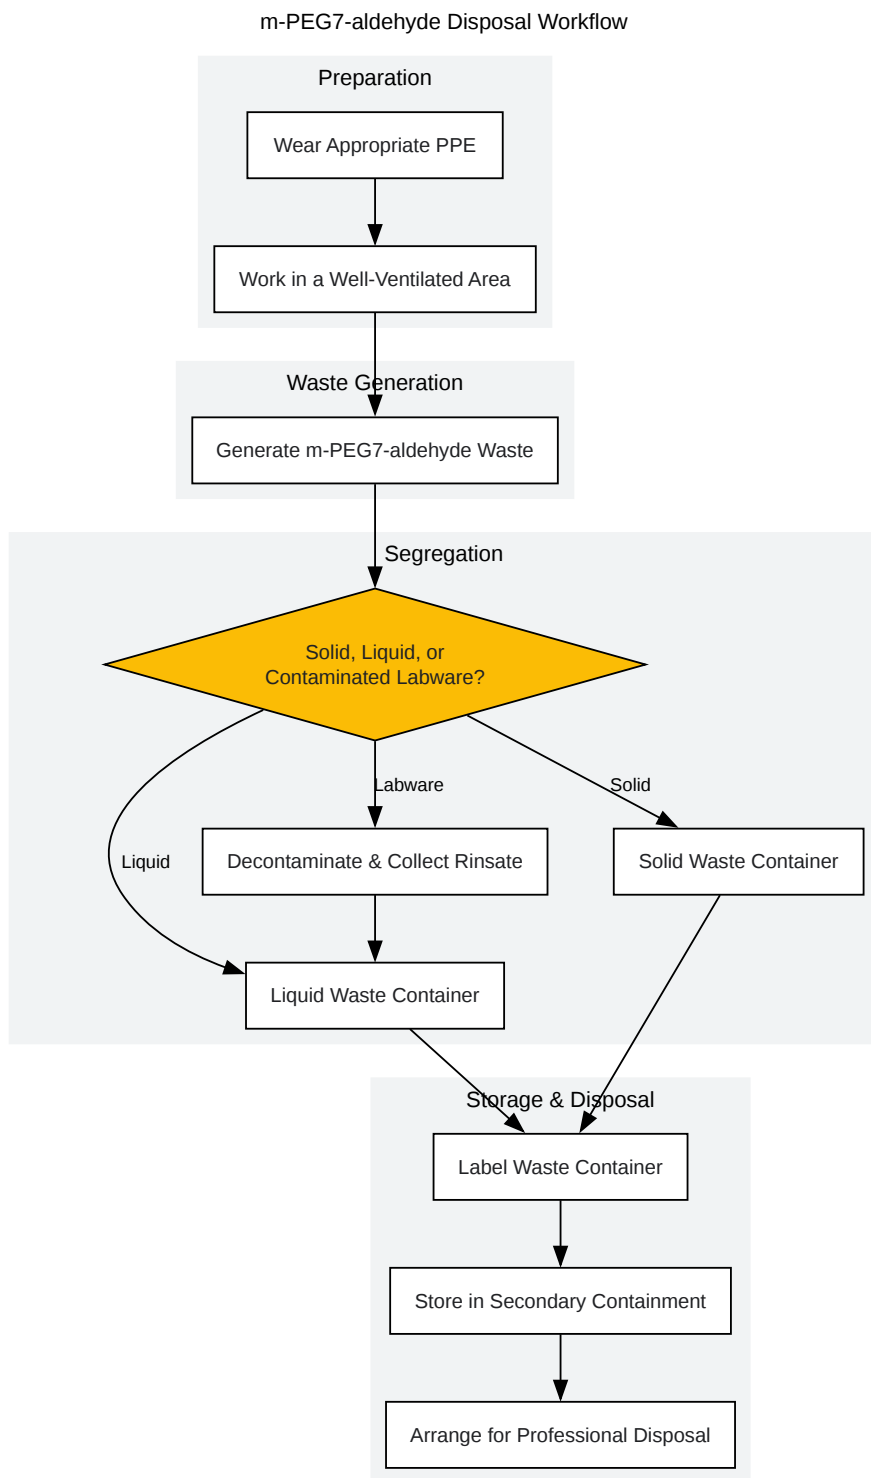 m-PEG7-aldehyde Disposal Workflow
Preparation
Wear Appropriate PPE
Work in a Well-Ventilated Area
Waste Generation
Generate m-PEG7-aldehyde Waste
Segregation
Solid, Liquid, or
Contaminated Labware?
Labware
Solid
Liquid
Decontaminate & Collect Rinsate
Solid Waste Container
Liquid Waste Container
Storage & Disposal
Label Waste Container
Store in Secondary Containment
Arrange for Professional Disposal